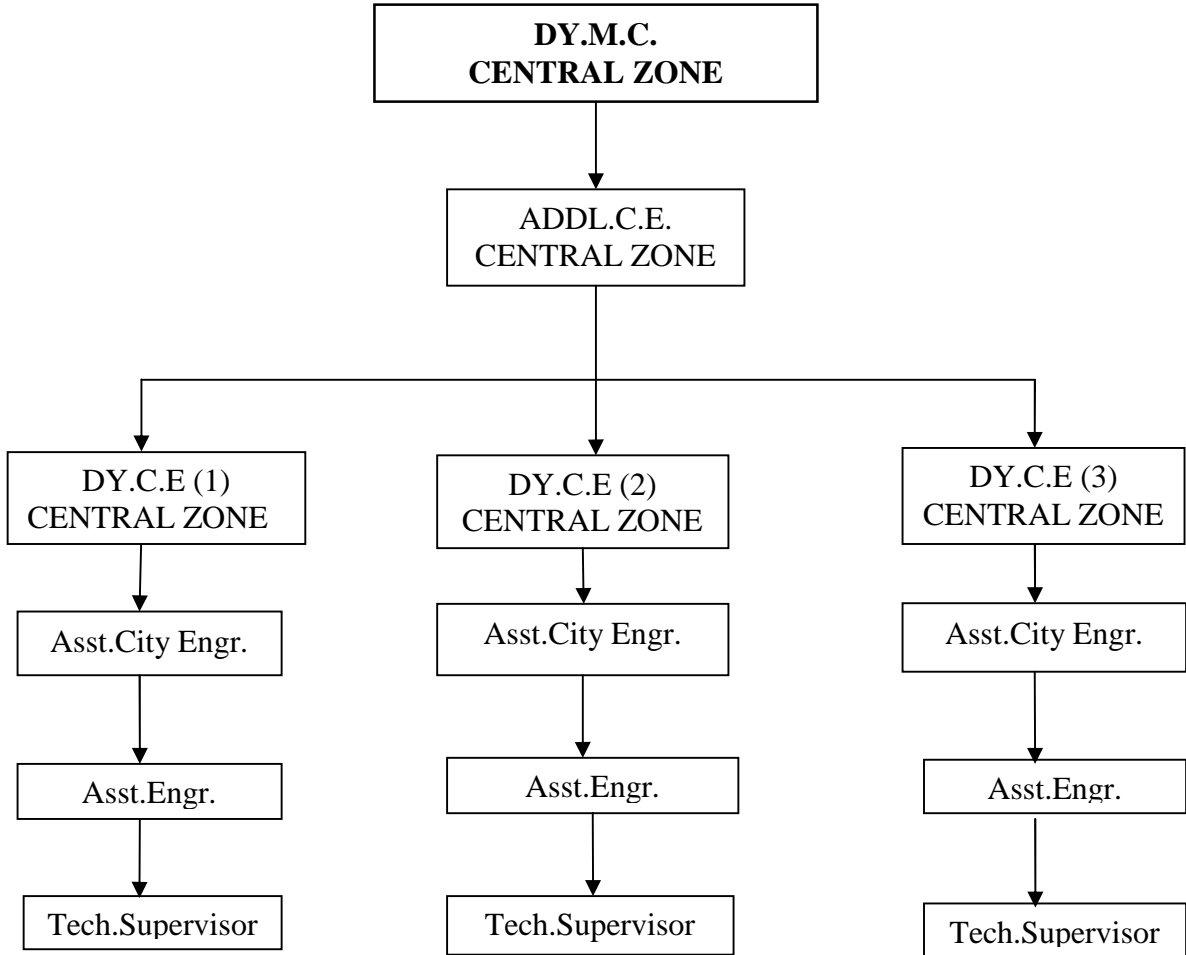 DY.M.C.
CENTRAL ZONE
ADDL.C.E.
CENTRAL ZONE
DY.C.E (1)
CENTRAL ZONE
DY.C.E (2)
CENTRAL ZONE
DY.C.E (3)
CENTRAL ZONE
Asst.City Engr.
Asst.City Engr.
Asst.City Engr.
Asst.Engr.
Asst.Engr.
Asst.Engr.
Tech.Supervisor
Tech.Supervisor
Tech.Supervisor